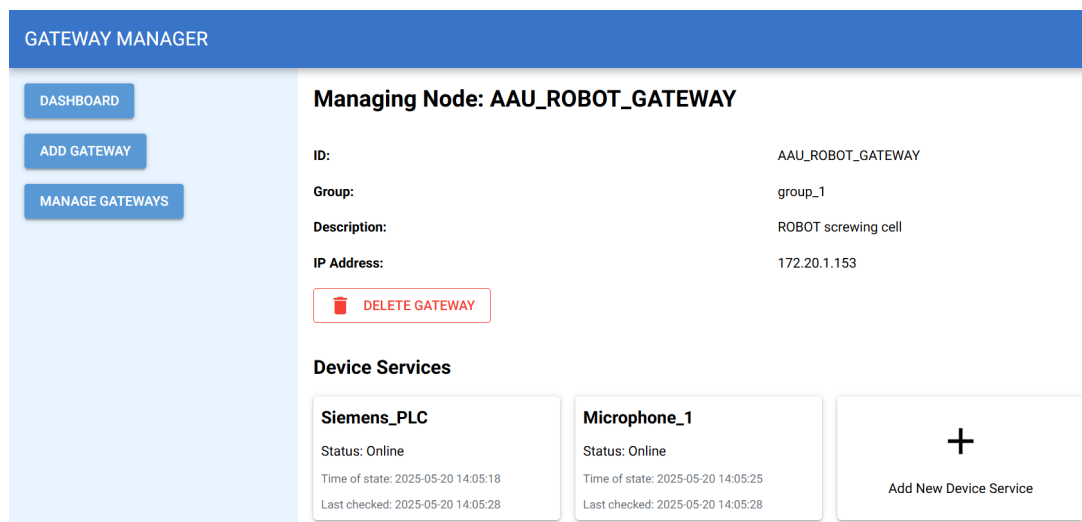 GATEWAY MANAGER
DASHBOARD
ADD GATEWAY
MANAGE GATEWAYS
Managing Node: AAU_ROBOT_GATEWAY
ID: AAU_ROBOT_GATEWAY
Group: group_1
Description: ROBOT screwing cell
IP Address: 172.20.1.153
DELETE GATEWAY
Device Services
Siemens_PLC
Status: Online
Time of state: 2025-05-20 14:05:18
Last checked: 2025-05-20 14:05:28
Microphone_1
Status: Online
Time of state: 2025-05-20 14:05:25
Last checked: 2025-05-20 14:05:28
Add New Device Service